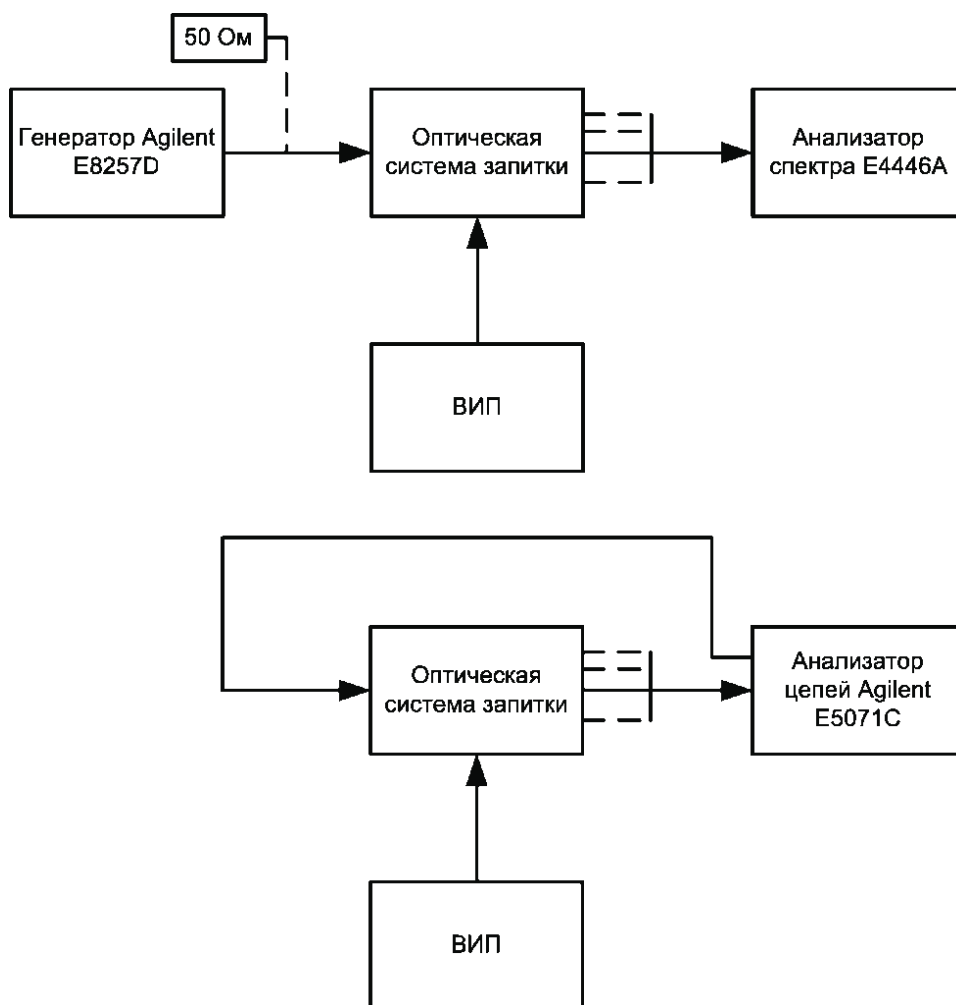 50 Ом
Генератор Agilent
E8257D
Оптическая
система запитки
Анализатор
спектра E4446A
ВИП
Оптическая
система запитки
Анализатор
цепей Agilent
E5071C
ВИП